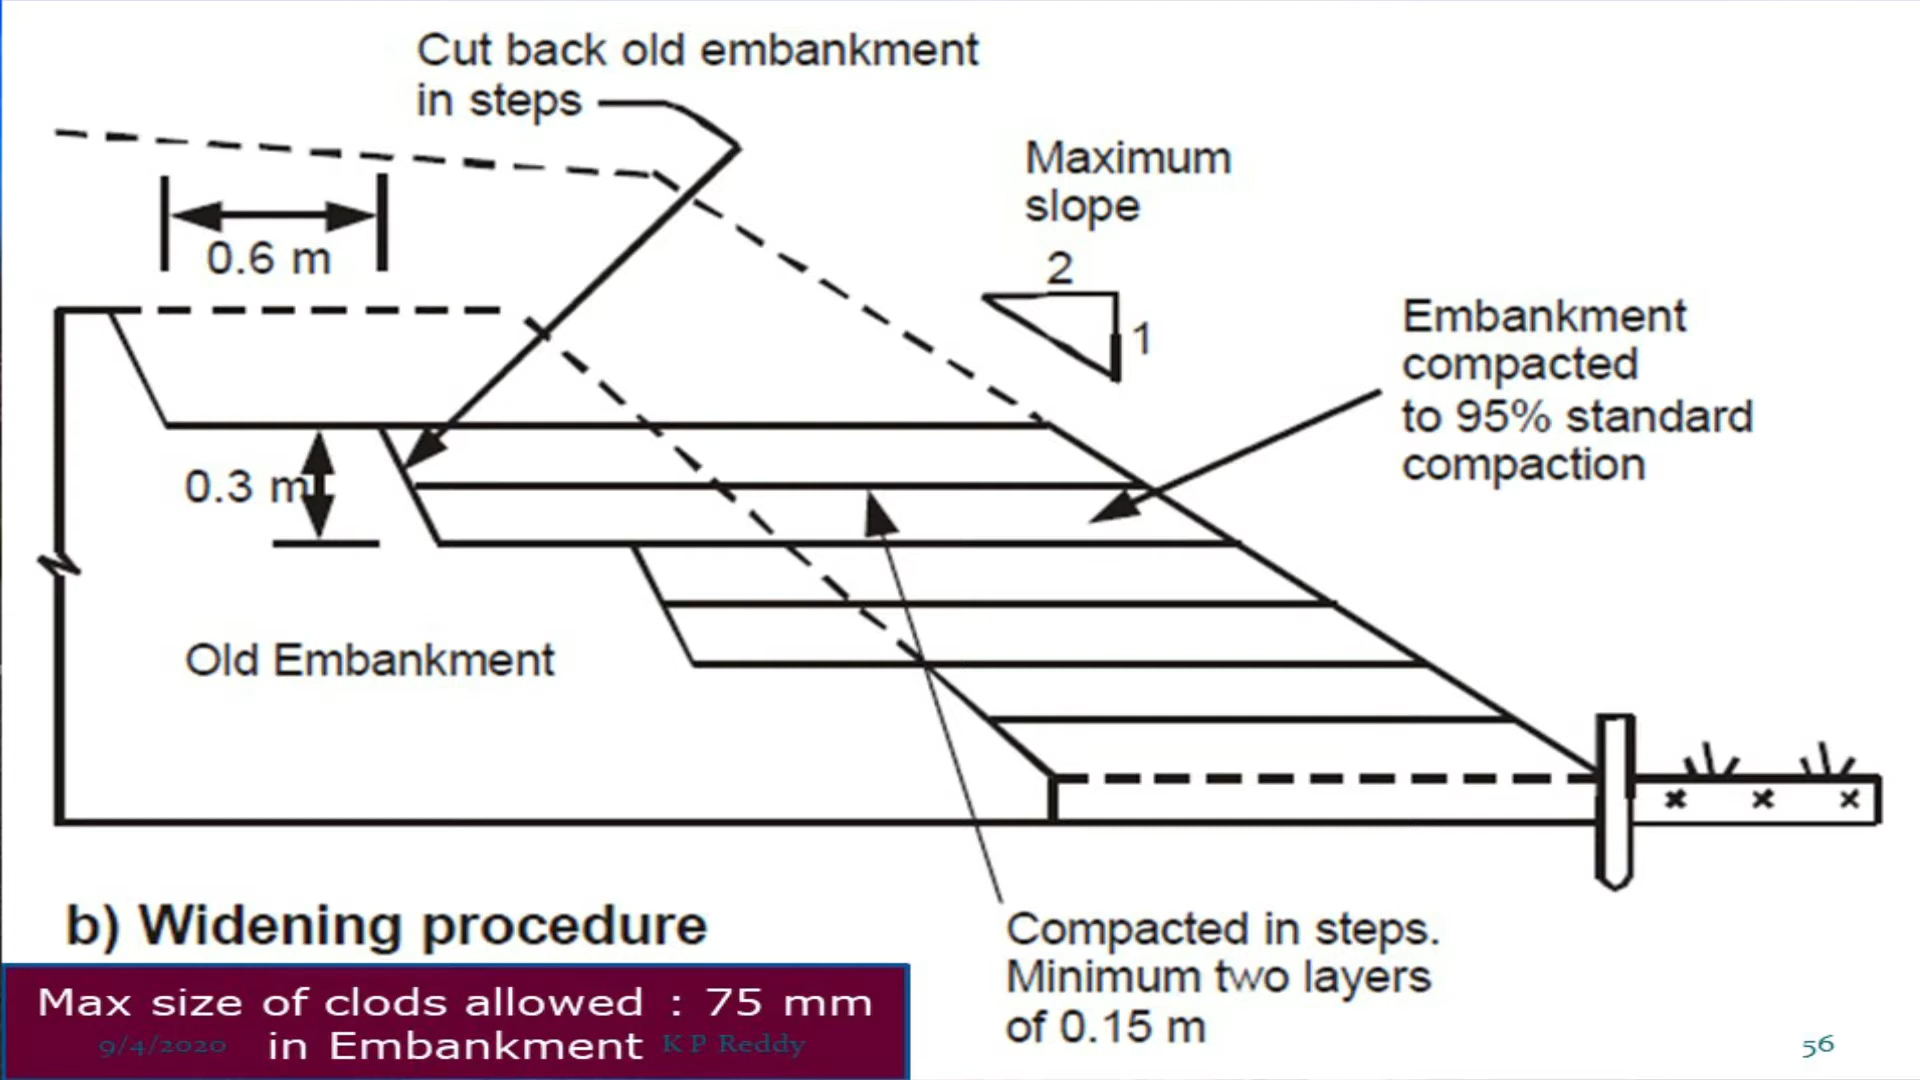 Cut back old embankment
in steps
Maximum
slope
2
1
0.6 m
Embankment
compacted
to 95% standard
compaction
0.3 m
Old Embankment
b) Widening procedure
Compacted in steps.
Minimum two layers
of 0.15 m
Max size of clods allowed : 75 mm
in Embankment
9/4/2020
K P Reddy
56